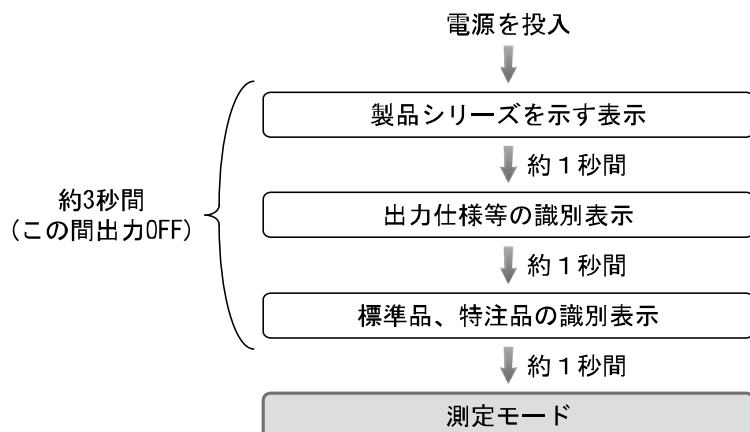 電源を投入
製品シリーズを示す表示
約１秒間
約3秒間
（この間出力OFF）
出力仕様等の識別表示
約１秒間
標準品、特注品の識別表示
約１秒間
測定モード